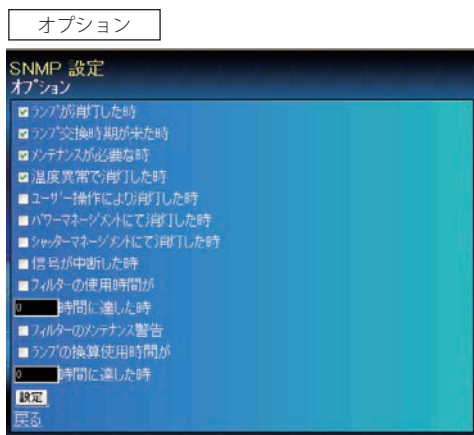 オプション
SNMP 設定
オプション
ランプが消灯した時
ランプ交換時期が来た時
メンテナンスが必要な時
温度異常で消灯した時
ユーザー操作により消灯した時
パワーマネージメントにて消灯した時
シャッターマネージメントにて消灯した時
信号が中断した時
フィルターの使用時間が
0 時間に達した時
フィルターのメンテナンス警告
ランプの換算使用時間が
0 時間に達した時
設定
戻る